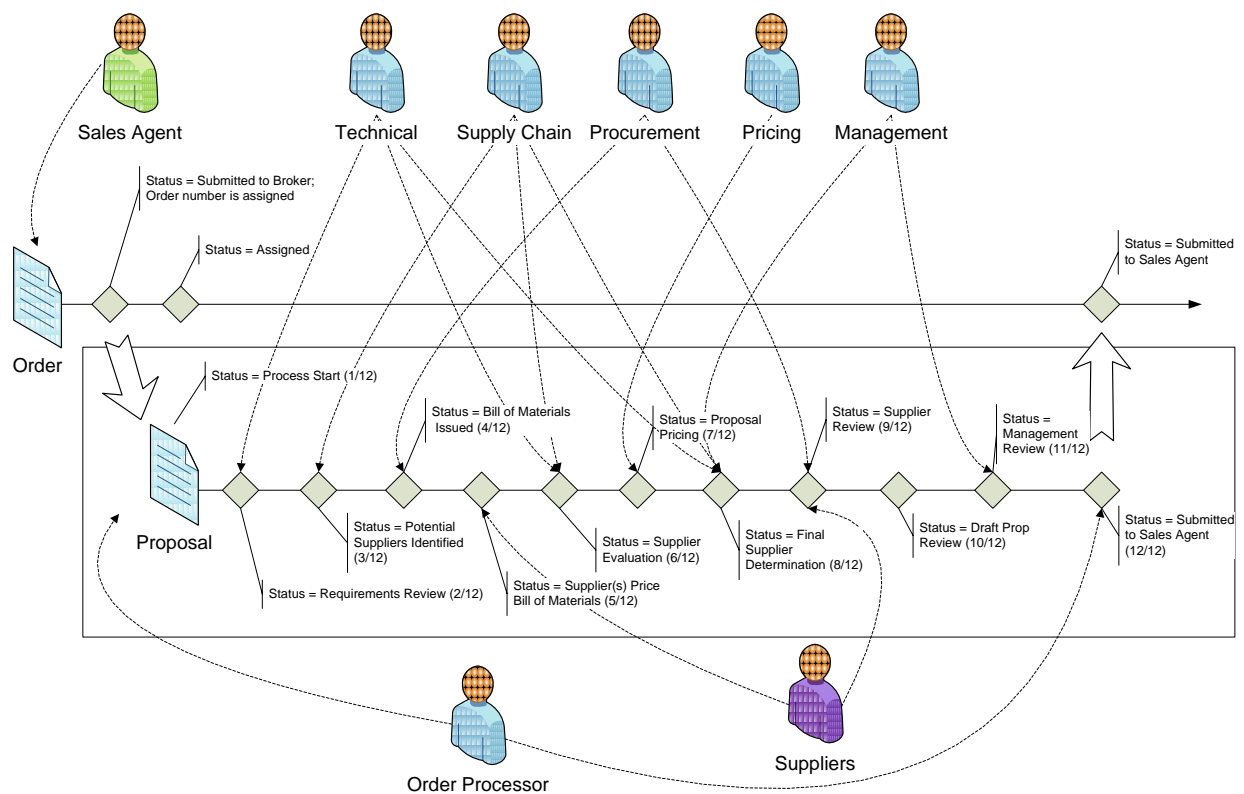 Sales Agent
Technical
Supply Chain
Procurement
Pricing
Management
Status = Submitted to Broker;
Order number is assigned
Status = Assigned
Status = Submitted
to Sales Agent
Order
Status = Process Start (1/12)
Status = Bill of Materials
Issued (4/12)
Status = Proposal
Pricing (7/12)
Status = Supplier
Review (9/12)
Status =
Management
Review (11/12)
Proposal
Status = Requirements Review (2/12)
Status = Potential
Suppliers Identified
(3/12)
Status = Supplier(s) Price
Bill of Materials (5/12)
Status = Supplier
Evaluation (6/12)
Status = Final
Supplier
Determination (8/12)
Status = Draft Prop
Review (10/12)
Status = Submitted
to Sales Agent
(12/12)
Order Processor
Suppliers